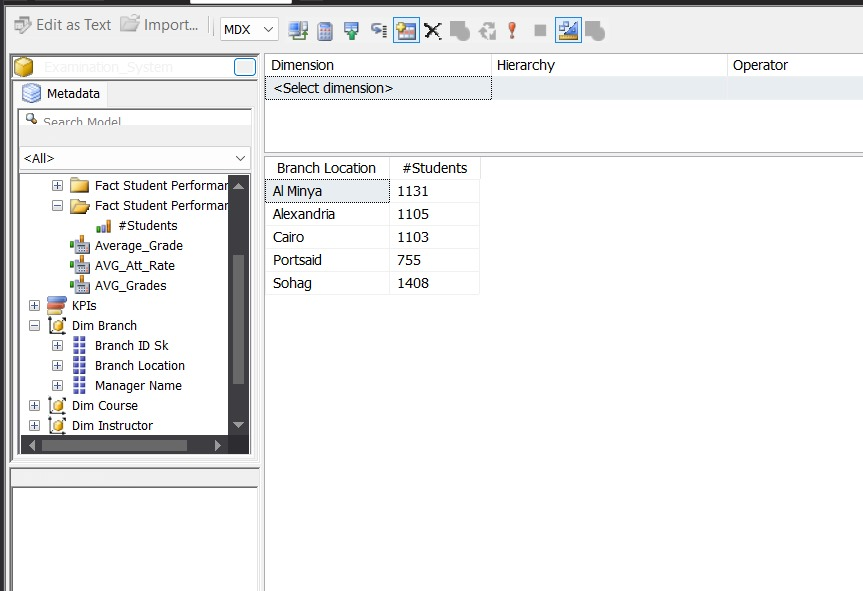 Edit as Text Import... MDX
Examination_System
Metadata
Search Model
<All>
Fact Student Performar
Fact Student Performar
#Students
Average_Grade
AVG_Att_Rate
AVG_Grades
KPIs
Dim Branch
Branch ID Sk
Branch Location
Manager Name
Dim Course
Dim Instructor
Dimension Hierarchy Operator
<Select dimension>
Branch Location #Students
Al Minya 1131
Alexandria 1105
Cairo 1103
Portsaid 755
Sohag 1408